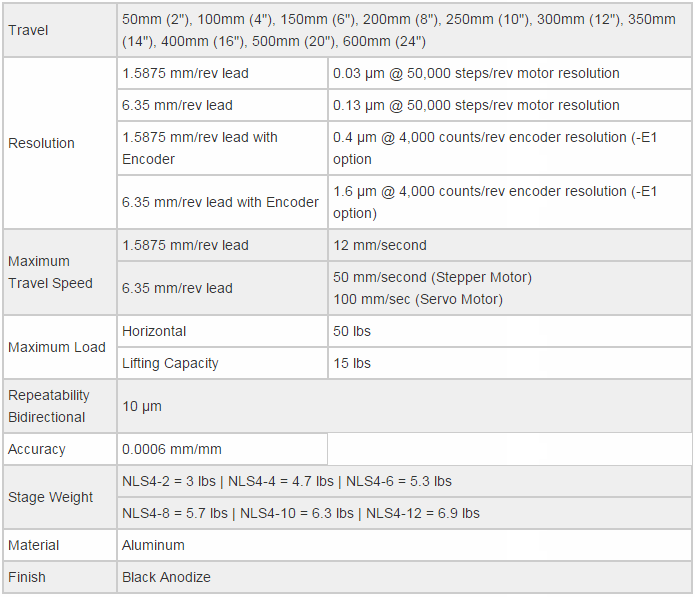 Travel
50mm (2"), 100mm (4"), 150mm (6"), 200mm (8"), 250mm (10"), 300mm (12"), 350mm
(14"), 400mm (16"), 500mm (20"), 600mm (24")
Resolution
1.5875 mm/rev lead
0.03 µm @ 50,000 steps/rev motor resolution
6.35 mm/rev lead
0.13 µm @ 50,000 steps/rev motor resolution
1.5875 mm/rev lead with
Encoder
0.4 µm @ 4,000 counts/rev encoder resolution (-E1
option
6.35 mm/rev lead with Encoder
1.6 µm @ 4,000 counts/rev encoder resolution (-E1
option)
Maximum
Travel Speed
1.5875 mm/rev lead
12 mm/second
6.35 mm/rev lead
50 mm/second (Stepper Motor)
100 mm/sec (Servo Motor)
Maximum Load
Horizontal
50 lbs
Lifting Capacity
15 lbs
Repeatability
Bidirectional
10 µm
Accuracy
0.0006 mm/mm
Stage Weight
NLS4-2 = 3 lbs | NLS4-4 = 4.7 lbs | NLS4-6 = 5.3 lbs
NLS4-8 = 5.7 lbs | NLS4-10 = 6.3 lbs | NLS4-12 = 6.9 lbs
Material
Aluminum
Finish
Black Anodize